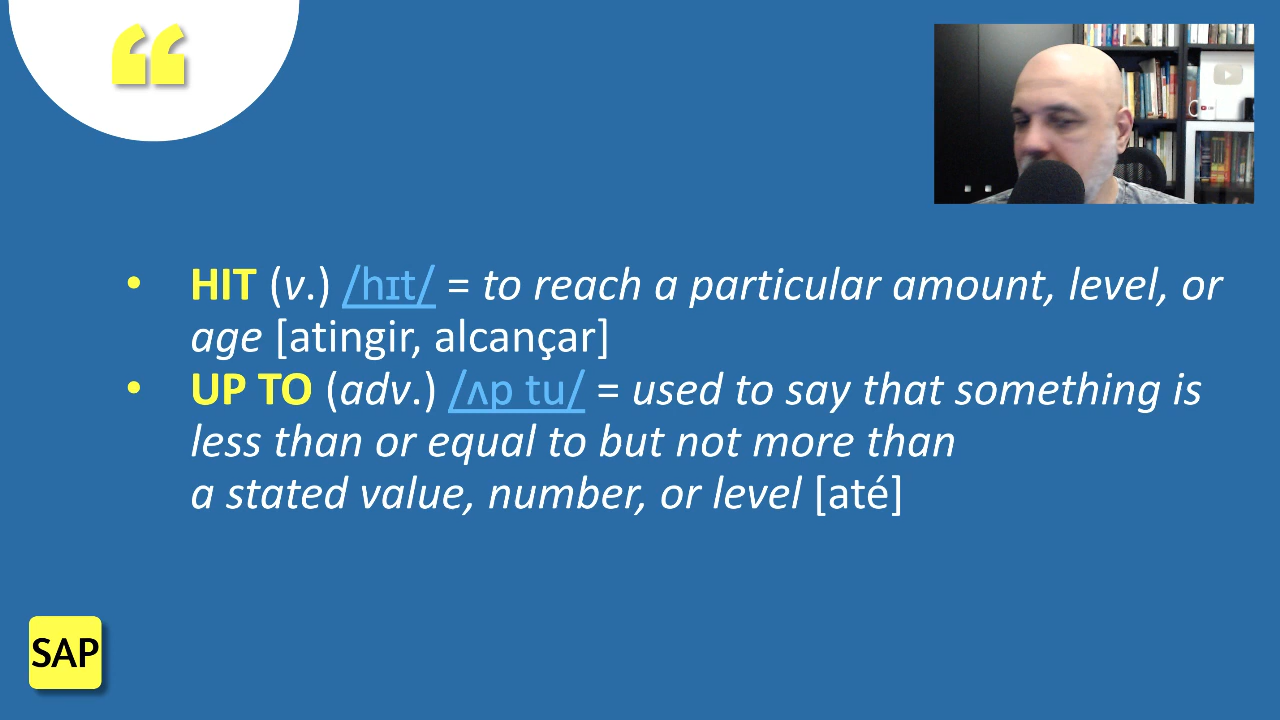 “
• HIT (v.) /hɪt/ = to reach a particular amount, level, or
age [atingir, alcançar]
• UP TO (adv.) /ʌp tu/ = used to say that something is
less than or equal to but not more than
a stated value, number, or level [até]
SAP